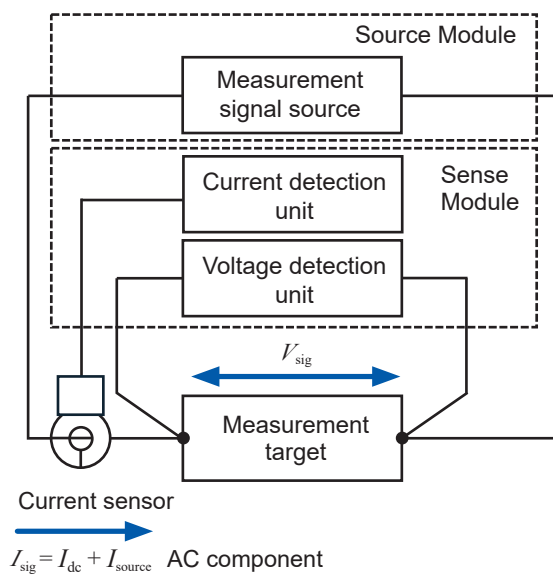 Source Module
Measurement
signal source
Current detection
unit
Sense
Module
Voltage detection
unit
V_sig
Measurement
target
Current sensor
I_sig = I_dc + I_source AC component